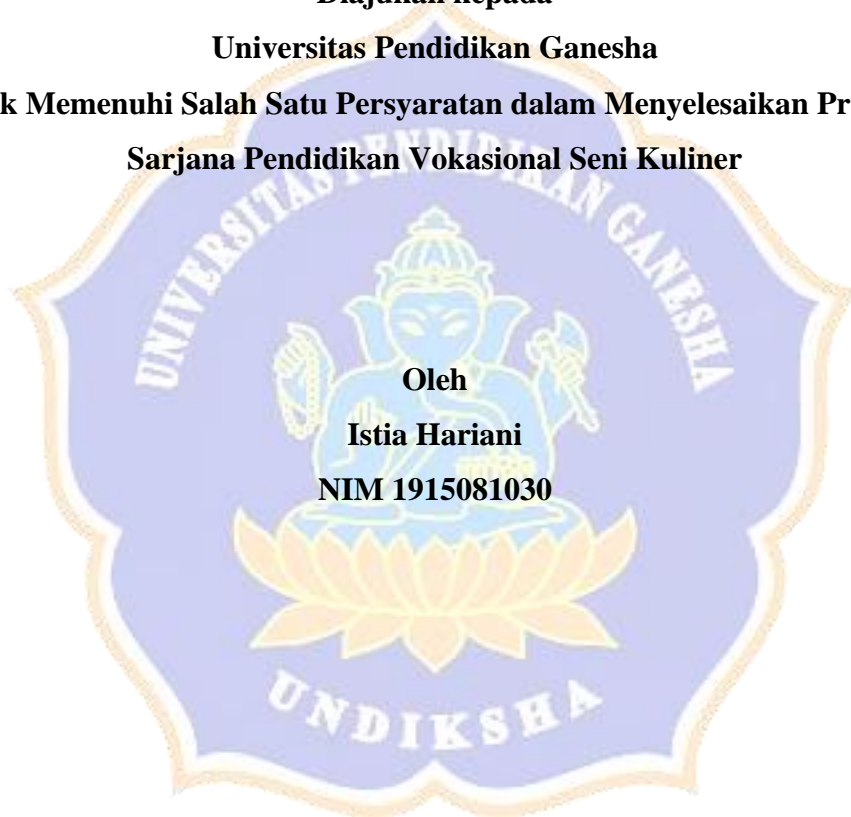 Diajukan kepada
Universitas Pendidikan Ganesha
k Memenuhi Salah Satu Persyaratan dalam Menyelesaikan Pr
Sarjana Pendidikan Vokasional Seni Kuliner
UNIVERSITAS PENDIDIKAN GANESHA
Oleh
Istia Hariani
NIM 1915081030
UNDIKSHA